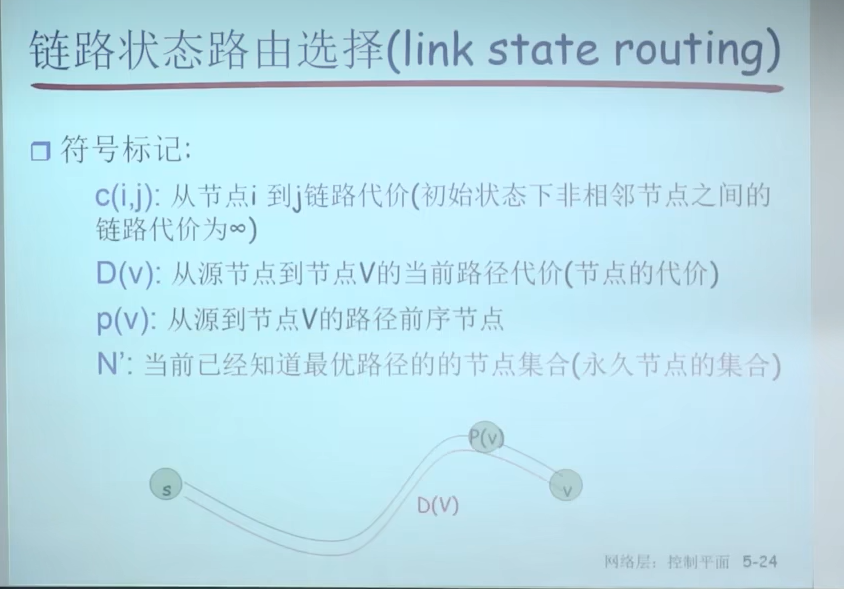 链路状态路由选择(link state routing)
符号标记:
c(i,j): 从节点i 到j链路代价(初始状态下非相邻节点之间的
链路代价为∞)
D(v): 从源节点到节点V的当前路径代价(节点的代价)
p(v): 从源到节点V的路径前序节点
N’: 当前已经知道最优路径的的节点集合(永久节点的集合)
P(v)
s
v
D(V)
网络层: 控制平面 5-24